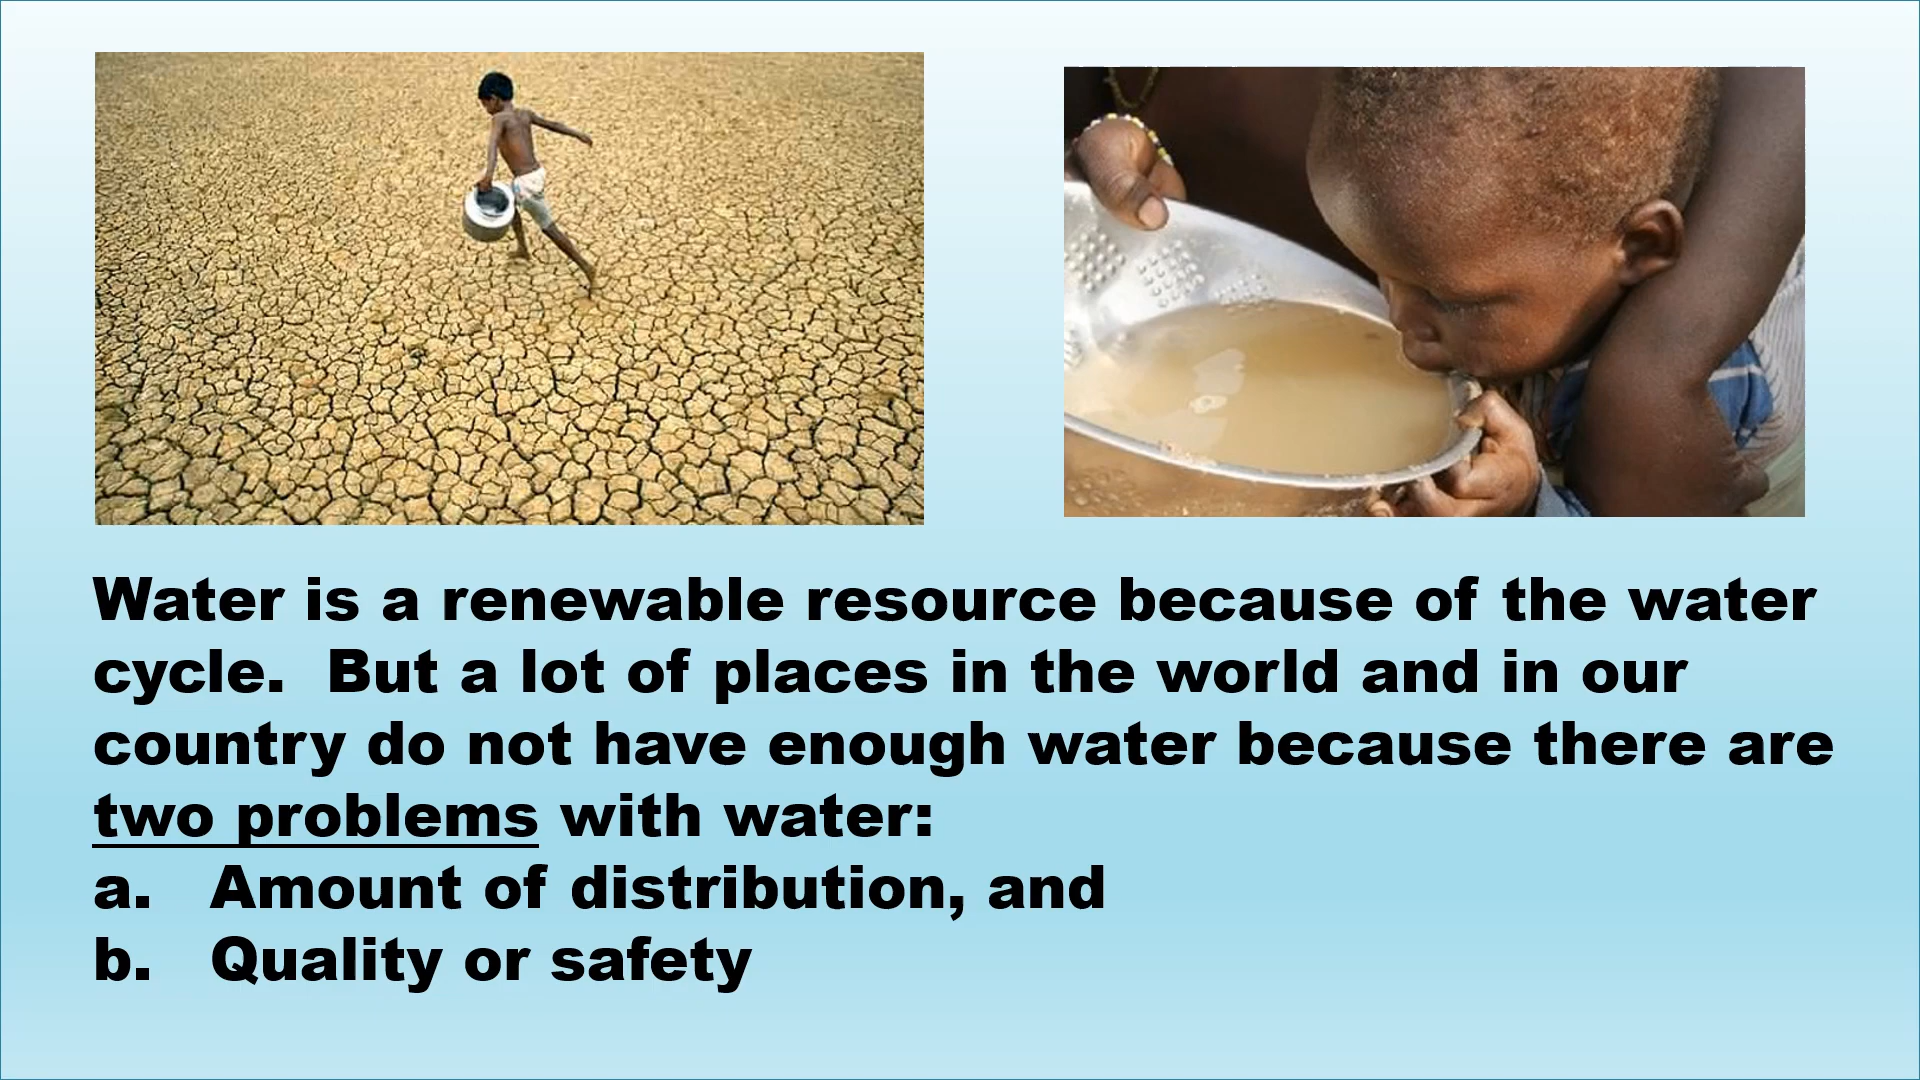 Water is a renewable resource because of the water
cycle.  But a lot of places in the world and in our
country do not have enough water because there are
two problems with water:
a.   Amount of distribution, and
b.   Quality or safety